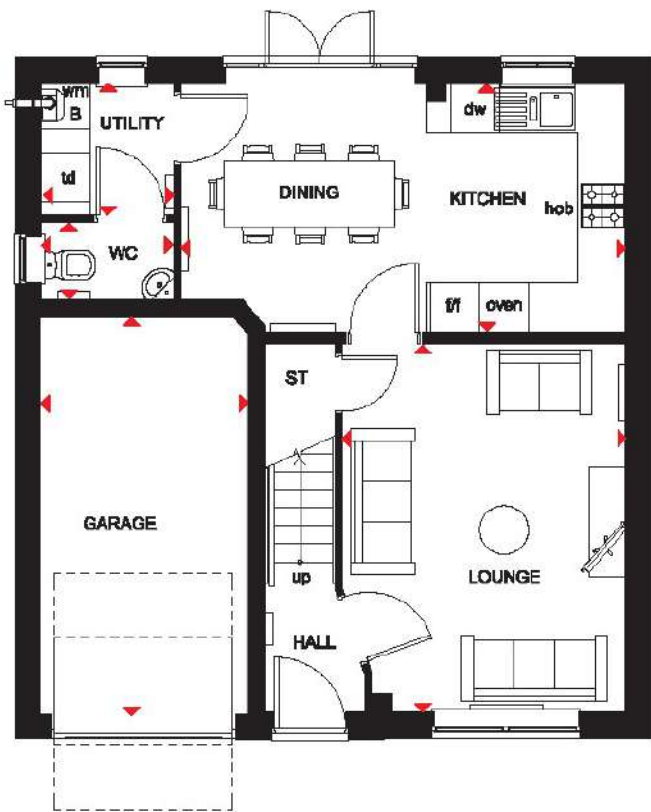 wm
B
UTILITY
dw
td
DINING
KITCHEN
hob
WC
f/f
oven
ST
GARAGE
up
LOUNGE
HALL